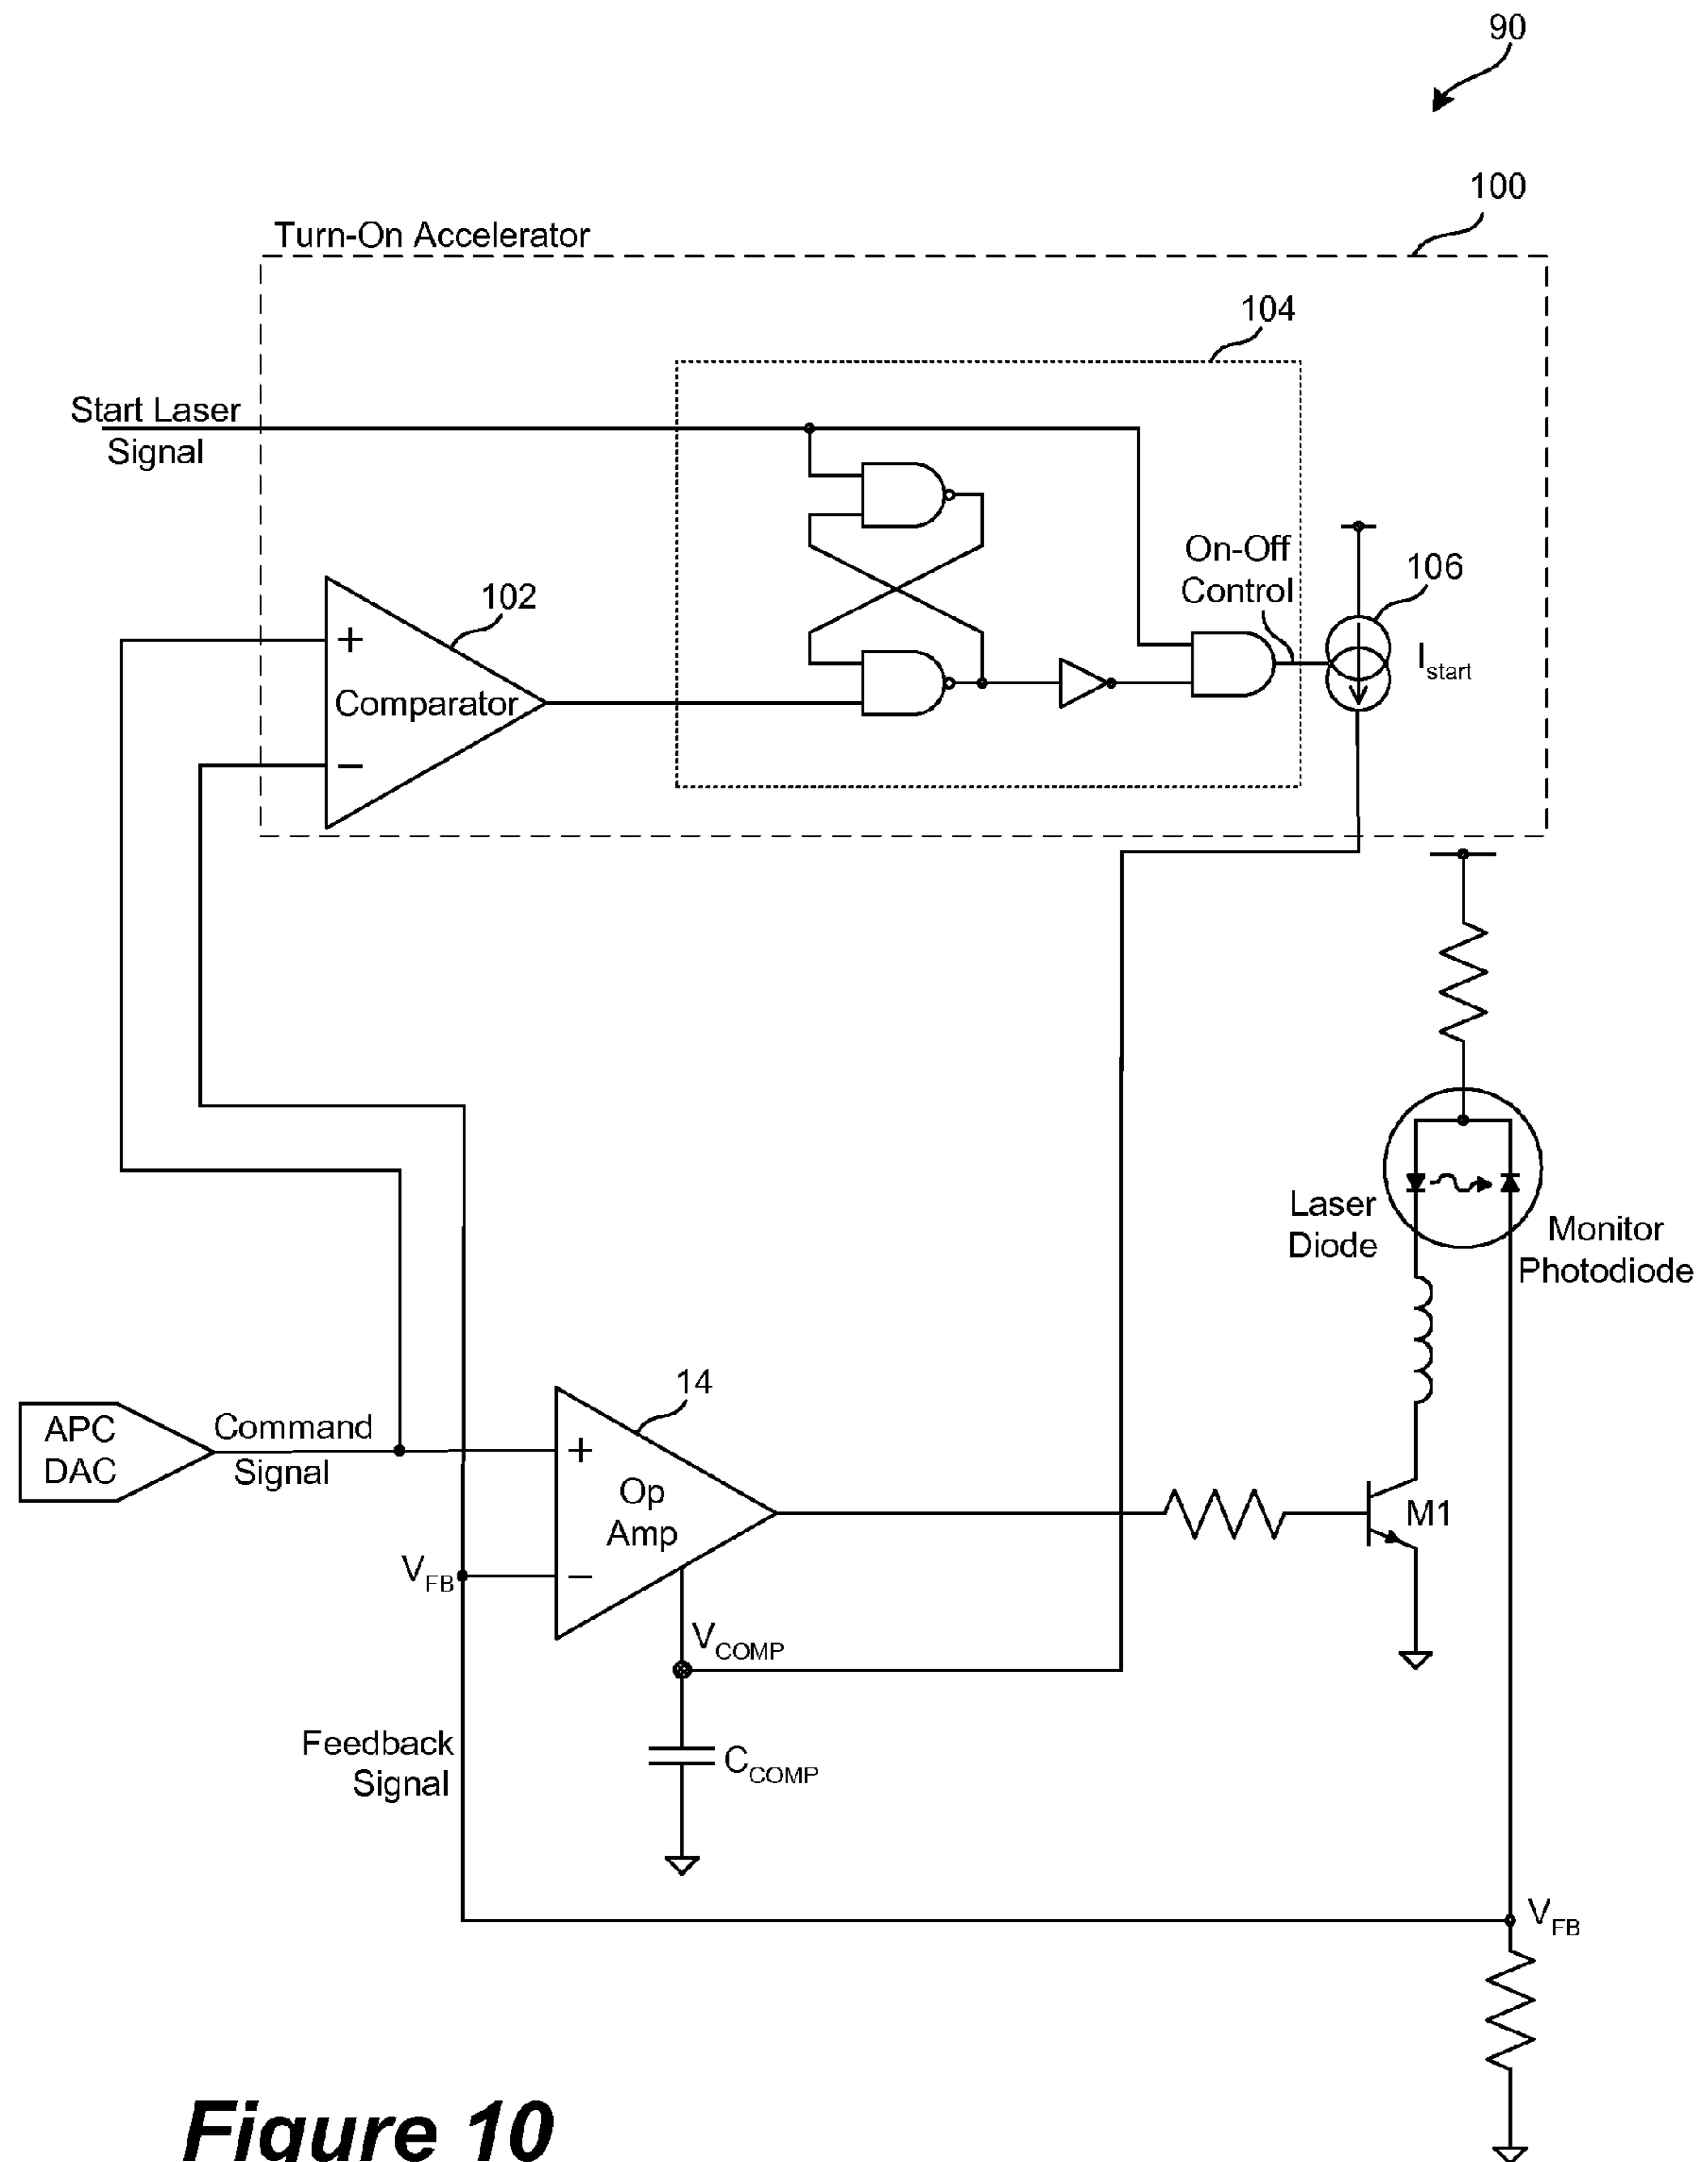 90
100
Turn-On Accelerator
104
Start Laser
Signal
On-Off
Control
106
102
+
Comparator
−
Istart
Laser
Diode
Monitor
Photodiode
14
APC
DAC
Command
Signal
+
Op
Amp
−
M1
VFB
VCOMP
Feedback
Signal
CCOMP
VFB
Figure 10